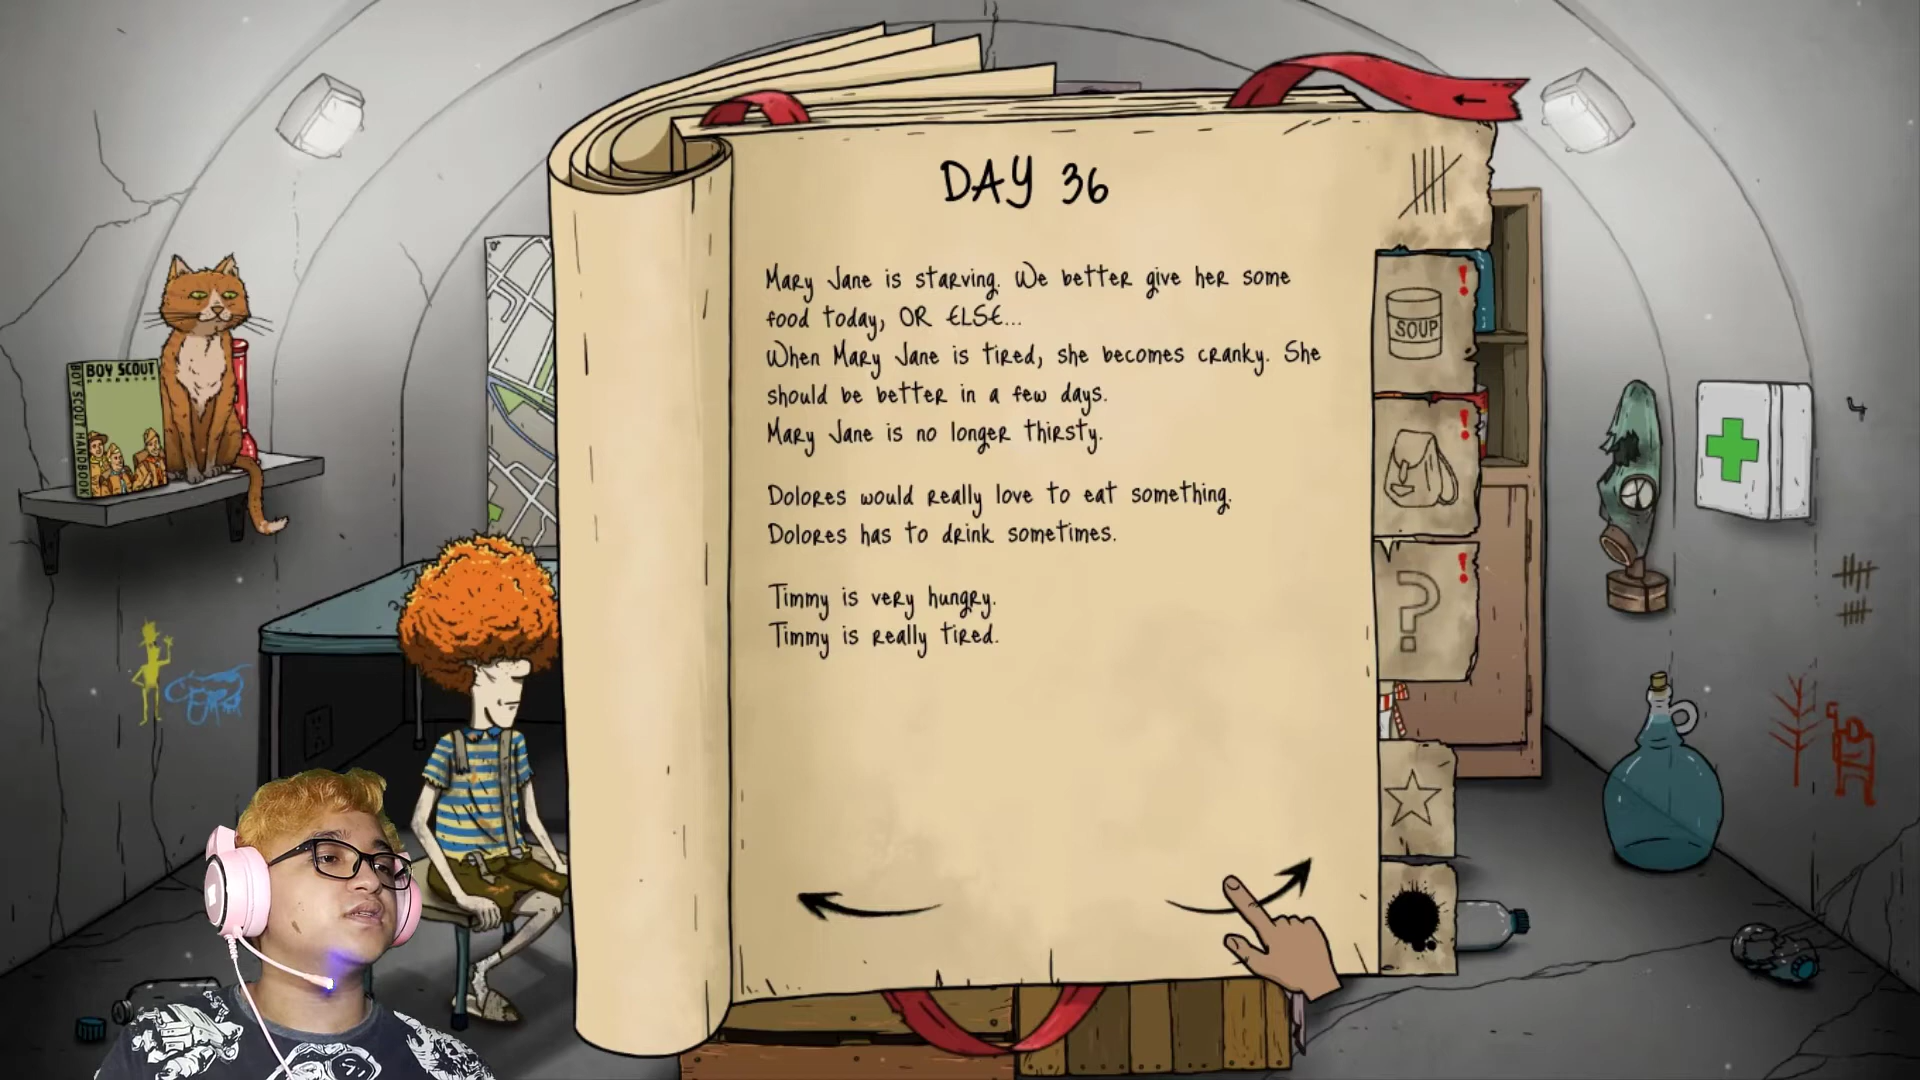 DAY 36
Mary Jane is starving. We better give her some
food today, OR ELSE...
When Mary Jane is tired, she becomes cranky. She
should be better in a few days.
Mary Jane is no longer thirsty.
Dolores would really love to eat something.
Dolores has to drink sometimes.
Timmy is very hungry.
Timmy is really tired.
!
SOUP
!
!
?
BOY SCOUT
HANDBOOK
BOY SCOUT HANDBOOK